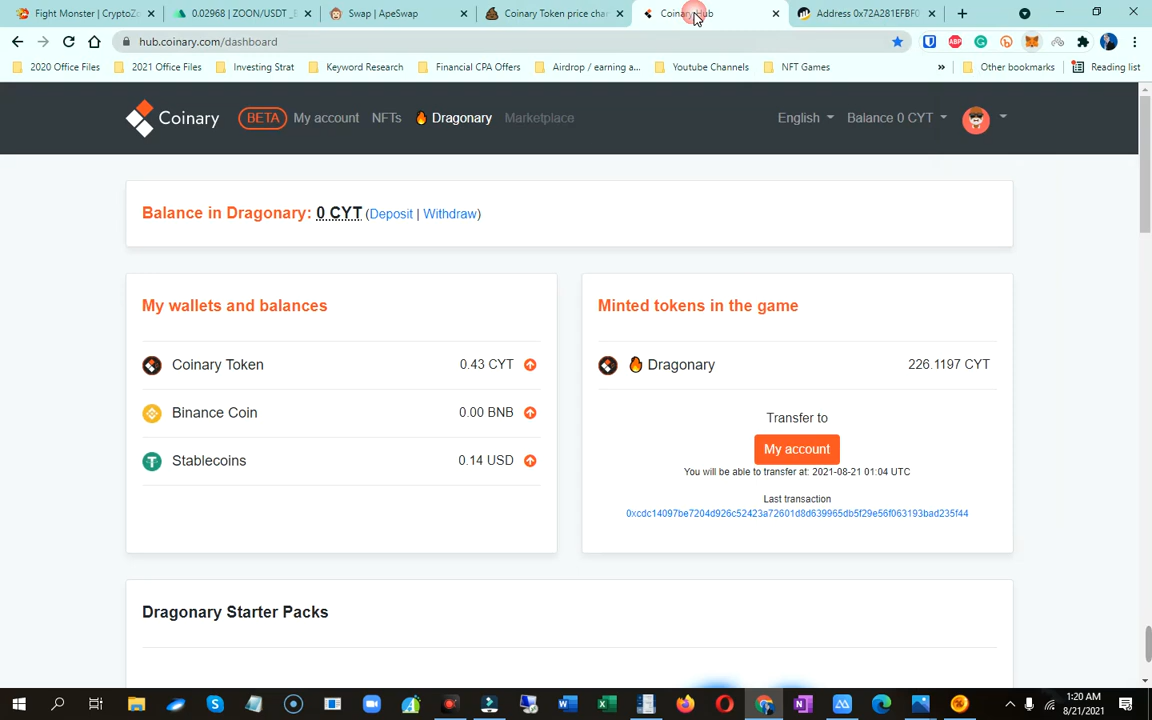 Fight Monster | CryptoZ
0.02968 | ZOON/USDT _
Swap | ApeSwap
Coinary Token price char
Coinary Hub
Address 0x72A281EFBF0
hub.coinary.com/dashboard
2020 Office Files
2021 Office Files
Investing Strat
Keyword Research
Financial CPA Offers
Airdrop / earning a...
Youtube Channels
NFT Games
»
Other bookmarks
Reading list
Coinary
BETA
My account
NFTs
Dragonary
Marketplace
English
Balance 0 CYT
Balance in Dragonary: 0 CYT (Deposit | Withdraw)
My wallets and balances
Coinary Token 0.43 CYT
Binance Coin 0.00 BNB
Stablecoins 0.14 USD
Minted tokens in the game
Dragonary 226.1197 CYT
Transfer to
My account
You will be able to transfer at: 2021-08-21 01:04 UTC
Last transaction
0xcdc14097be7204d926c52423a72601d8d639965db5f29e56f063193bad235f44
Dragonary Starter Packs
1:20 AM
8/21/2021